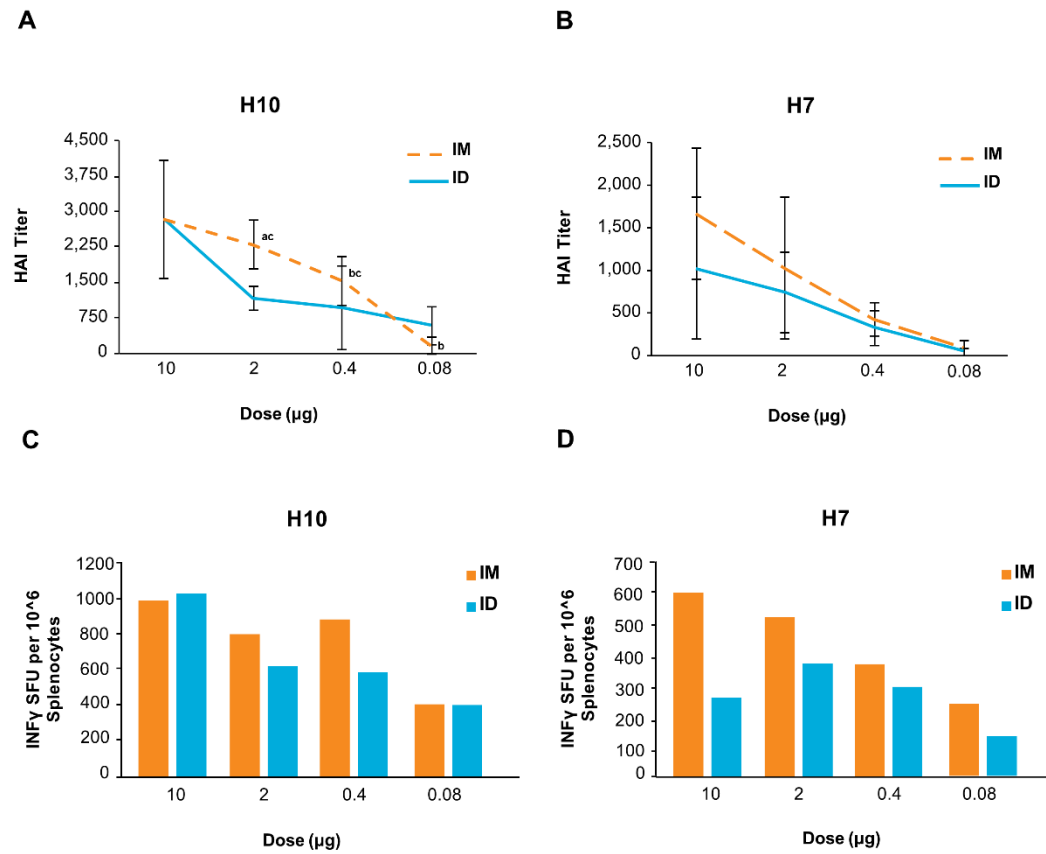 A
H10
4,500
3,750
3,000
2,250
1,500
750
0
HAI Titer
IM
ID
ac
bc
b
10 2 0.4 0.08
Dose (µg)
B
H7
2,500
2,000
1,500
1,000
500
0
HAI Titer
IM
ID
10 2 0.4 0.08
Dose (µg)
C
H10
1200
1000
800
600
400
200
0
INFγ SFU per 10^6
Splenocytes
IM
ID
10 2 0.4 0.08
Dose (µg)
D
H7
700
600
500
400
300
200
100
0
INFγ SFU per 10^6
Splenocytes
IM
ID
10 2 0.4 0.08
Dose (µg)